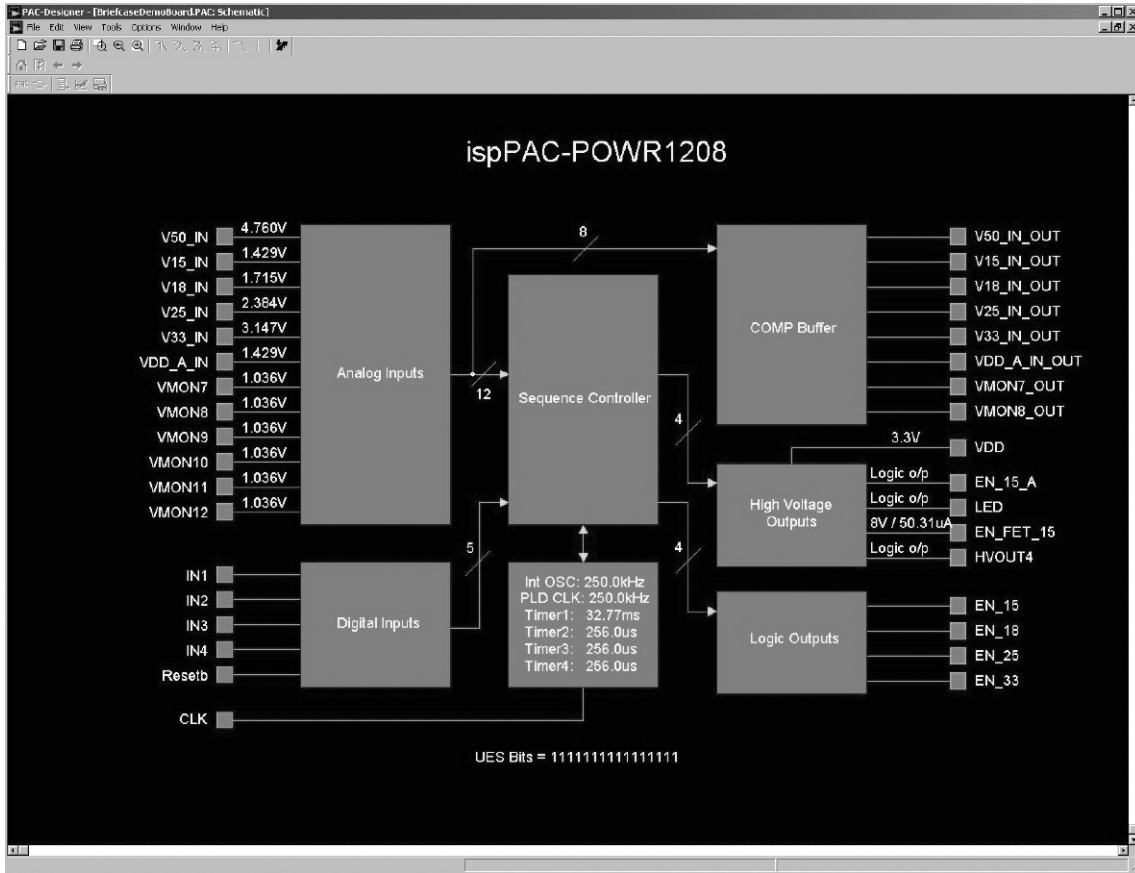 PAC-Designer - [BriefcaseDemoBoard.PAC: Schematic]
File Edit View Tools Options Window Help
ispPAC-POWR1208
V50_IN
4.760V
V15_IN
1.429V
V18_IN
1.715V
V25_IN
2.384V
V33_IN
3.147V
VDD_A_IN
1.429V
VMON7
1.036V
VMON8
1.036V
VMON9
1.036V
VMON10
1.036V
VMON11
1.036V
VMON12
1.036V
Analog Inputs
8
12
Sequence Controller
4
4
5
COMP Buffer
V50_IN_OUT
V15_IN_OUT
V18_IN_OUT
V25_IN_OUT
V33_IN_OUT
VDD_A_IN_OUT
VMON7_OUT
VMON8_OUT
3.3V
VDD
High Voltage
Outputs
Logic o/p
EN_15_A
Logic o/p
LED
8V / 50.31uA
EN_FET_15
Logic o/p
HVOUT4
IN1
IN2
IN3
IN4
Resetb
Digital Inputs
Int OSC: 250.0kHz
PLD CLK: 250.0kHz
Timer1: 32.77ms
Timer2: 256.0us
Timer3: 256.0us
Timer4: 256.0us
Logic Outputs
EN_15
EN_18
EN_25
EN_33
CLK
UES Bits = 1111111111111111